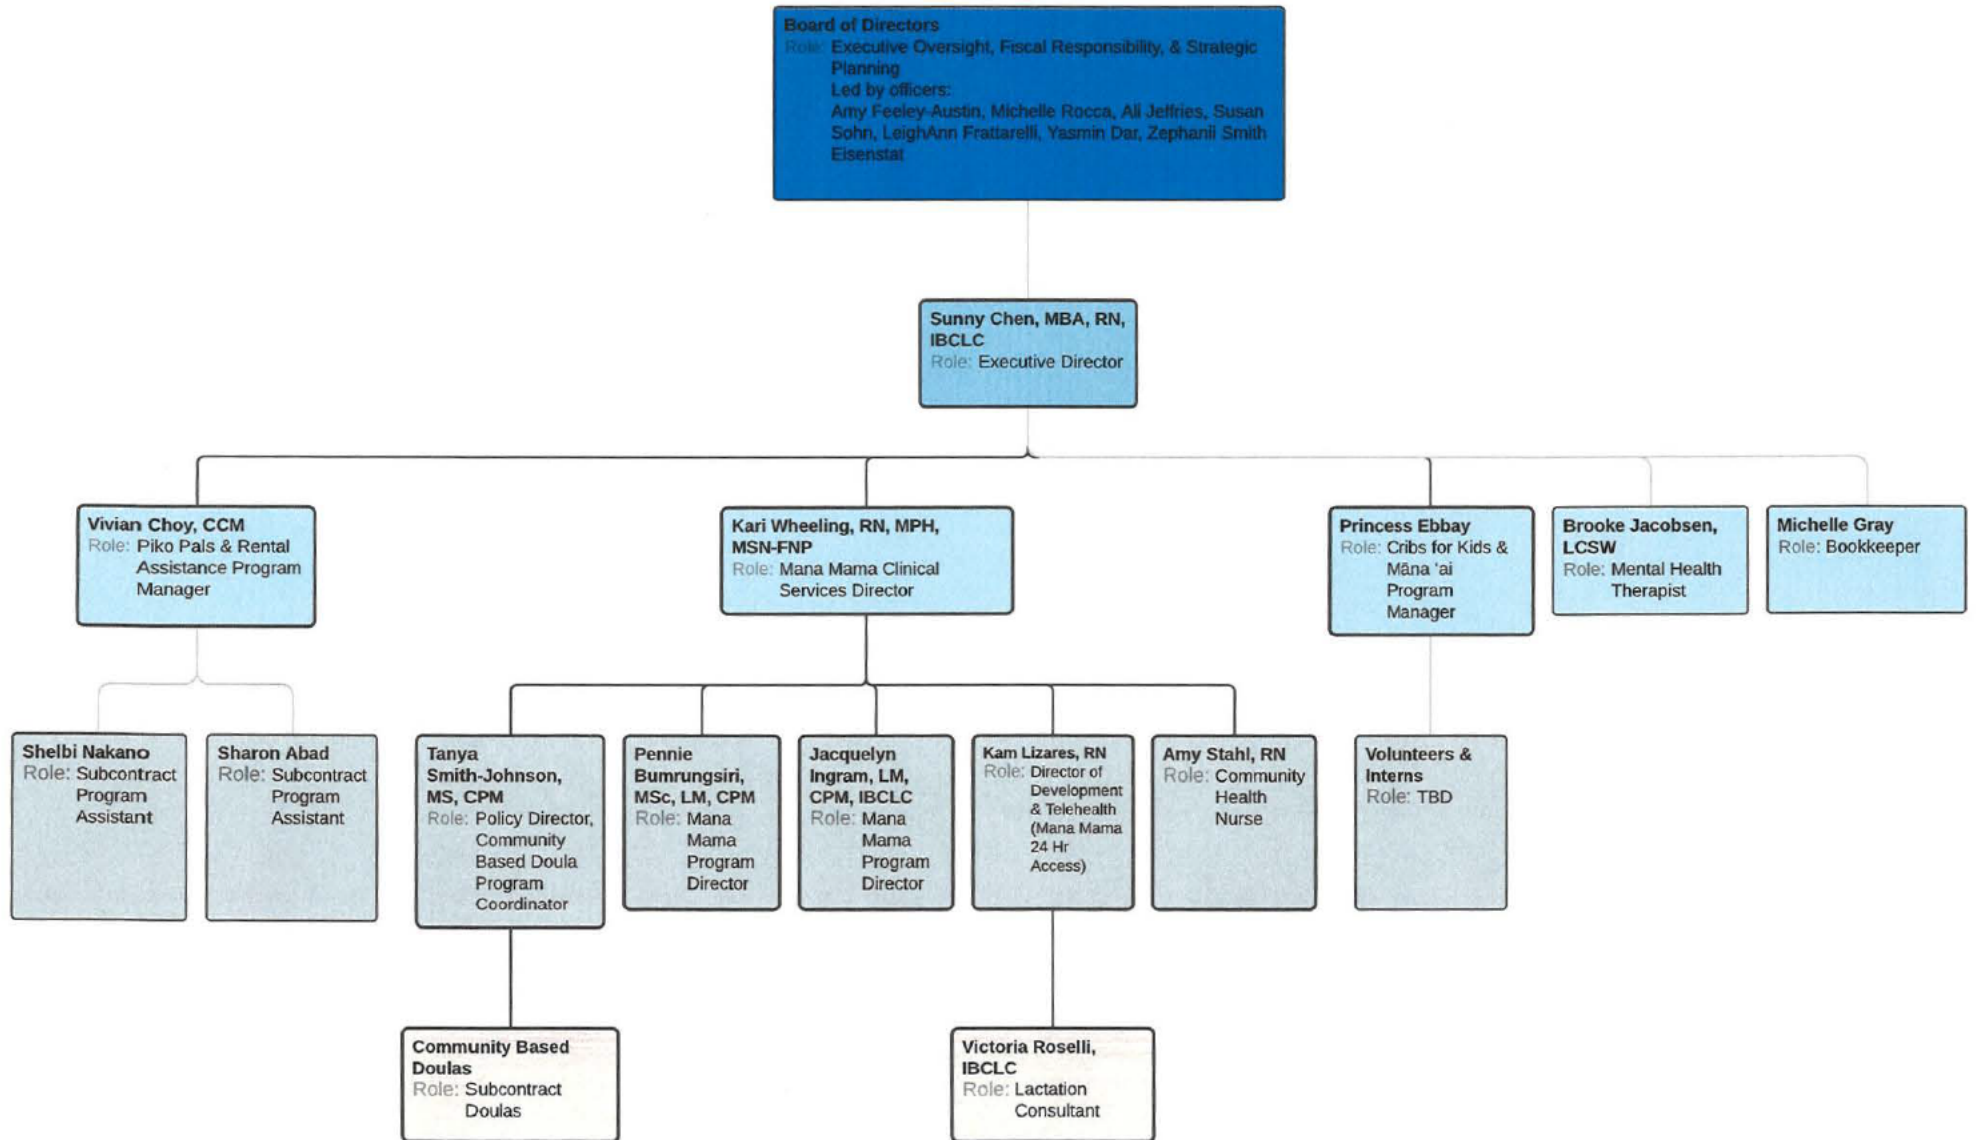 Board of Directors
Role: Executive Oversight, Fiscal Responsibility, & Strategic
Planning
Led by officers:
Amy Feeley-Austin, Michelle Rocca, Ali Jeffries, Susan
Sohn, LeighAnn Frattarelli, Yasmin Dar, Zephanii Smith
Eisenstat
Sunny Chen, MBA, RN,
IBCLC
Role: Executive Director
Vivian Choy, CCM
Role: Piko Pals & Rental
Assistance Program
Manager
Kari Wheeling, RN, MPH,
MSN-FNP
Role: Mana Mama Clinical
Services Director
Princess Ebbay
Role: Cribs for Kids &
Māna ʻai
Program
Manager
Brooke Jacobsen,
LCSW
Role: Mental Health
Therapist
Michelle Gray
Role: Bookkeeper
Shelbi Nakano
Role: Subcontract
Program
Assistant
Sharon Abad
Role: Subcontract
Program
Assistant
Tanya
Smith-Johnson,
MS, CPM
Role: Policy Director,
Community
Based Doula
Program
Coordinator
Pennie
Bumrungsiri,
MSc, LM, CPM
Role: Mana
Mama
Program
Director
Jacquelyn
Ingram, LM,
CPM, IBCLC
Role: Mana
Mama
Program
Director
Kam Lizares, RN
Role: Director of
Development
& Telehealth
(Mana Mama
24 Hr
Access)
Amy Stahl, RN
Role: Community
Health
Nurse
Volunteers &
Interns
Role: TBD
Community Based
Doulas
Role: Subcontract
Doulas
Victoria Roselli,
IBCLC
Role: Lactation
Consultant